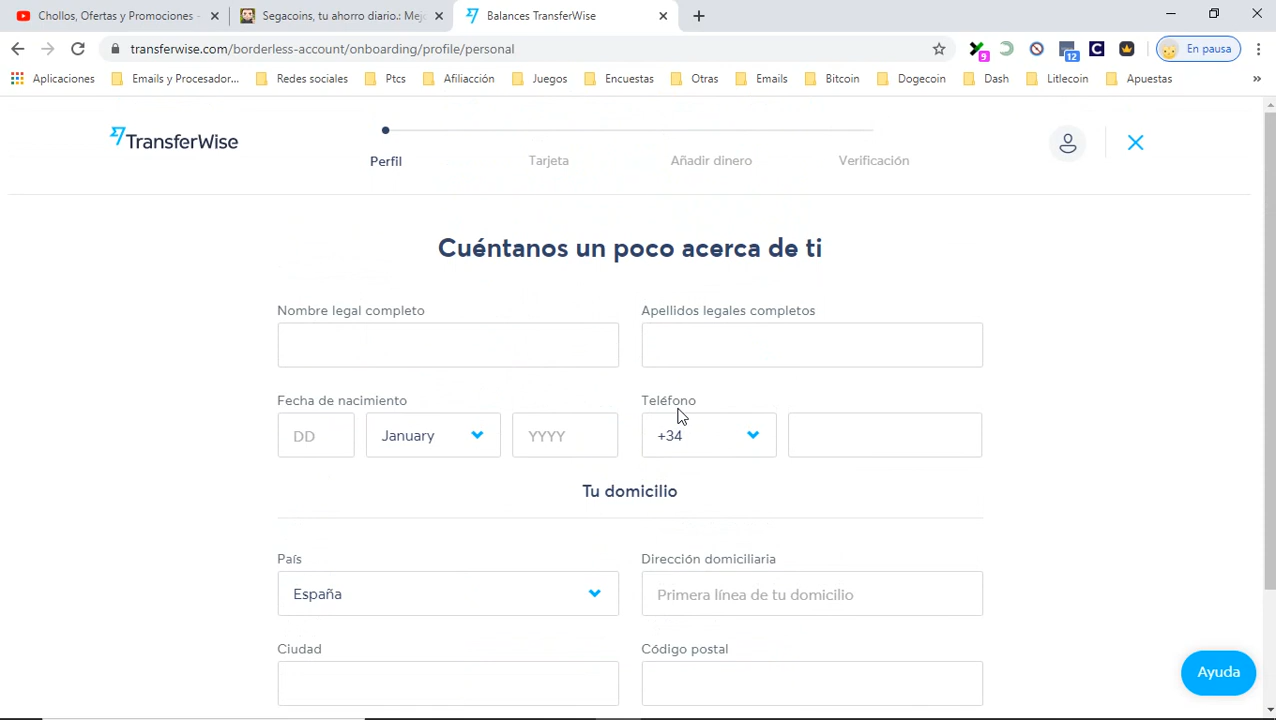 Chollos, Ofertas y Promociones -
Segacoins, tu ahorro diario.: Mejo
Balances TransferWise
transferwise.com/borderless-account/onboarding/profile/personal
9
12
C
En pausa
Aplicaciones
Emails y Procesador...
Redes sociales
Ptcs
Afiliacción
Juegos
Encuestas
Otras
Emails
Bitcoin
Dogecoin
Dash
Litlecoin
Apuestas
»
TransferWise
Perfil
Tarjeta
Añadir dinero
Verificación
Cuéntanos un poco acerca de ti
Nombre legal completo
Apellidos legales completos
Fecha de nacimiento
Teléfono
DD
January
YYYY
+34
Tu domicilio
País
Dirección domiciliaria
España
Primera línea de tu domicilio
Ciudad
Código postal
Ayuda